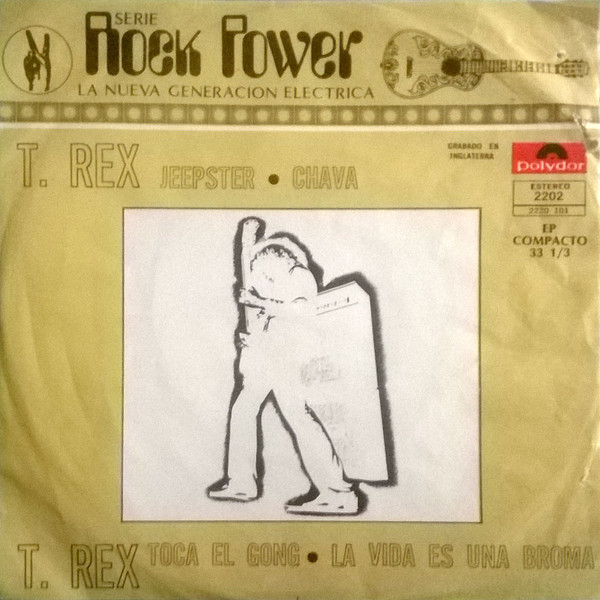 SERIE
Rock Power
LA NUEVA GENERACION ELECTRICA
T. REX JEEPSTER • CHAVA
GRABADO EN
INGLATERRA
polydor
ESTEREO
2202
2220 101
EP
COMPACTO
33 1/3
T. REX TOCA EL GONG • LA VIDA ES UNA BROMA